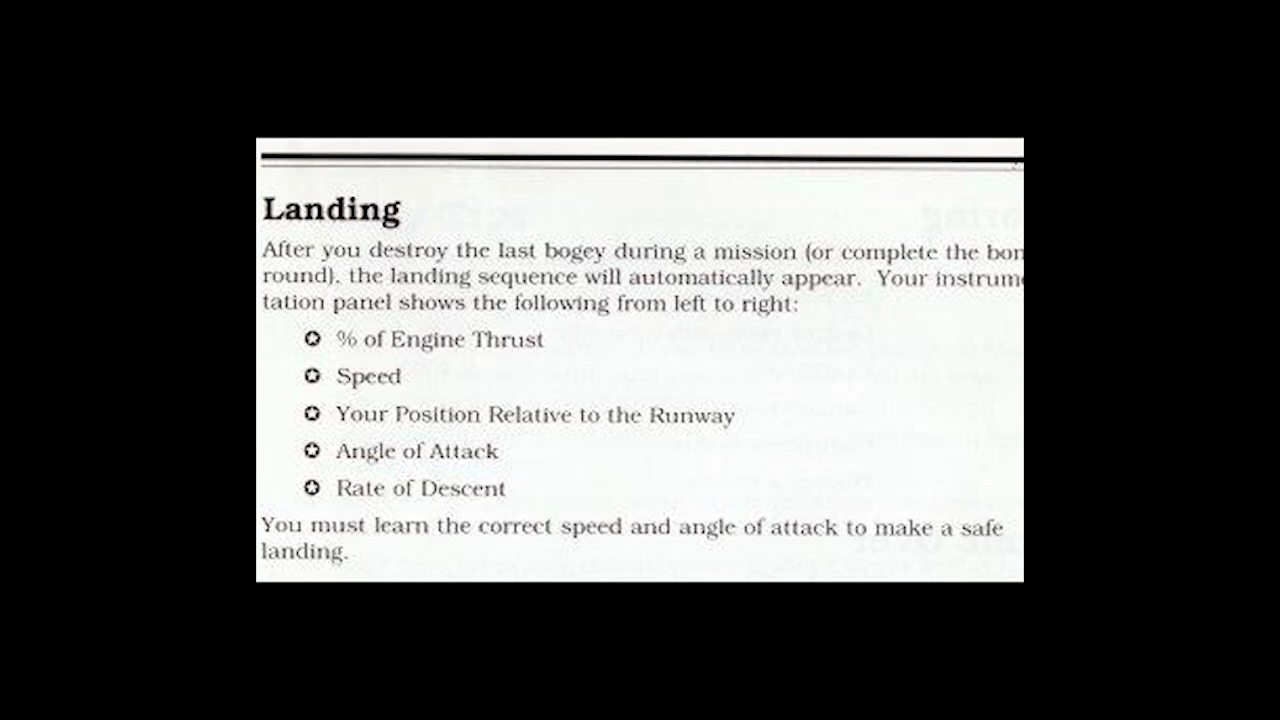 Landing
After you destroy the last bogey during a mission (or complete the bon
round), the landing sequence will automatically appear. Your instrume
tation panel shows the following from left to right:
✪ % of Engine Thrust
✪ Speed
✪ Your Position Relative to the Runway
✪ Angle of Attack
✪ Rate of Descent
You must learn the correct speed and angle of attack to make a safe
landing.